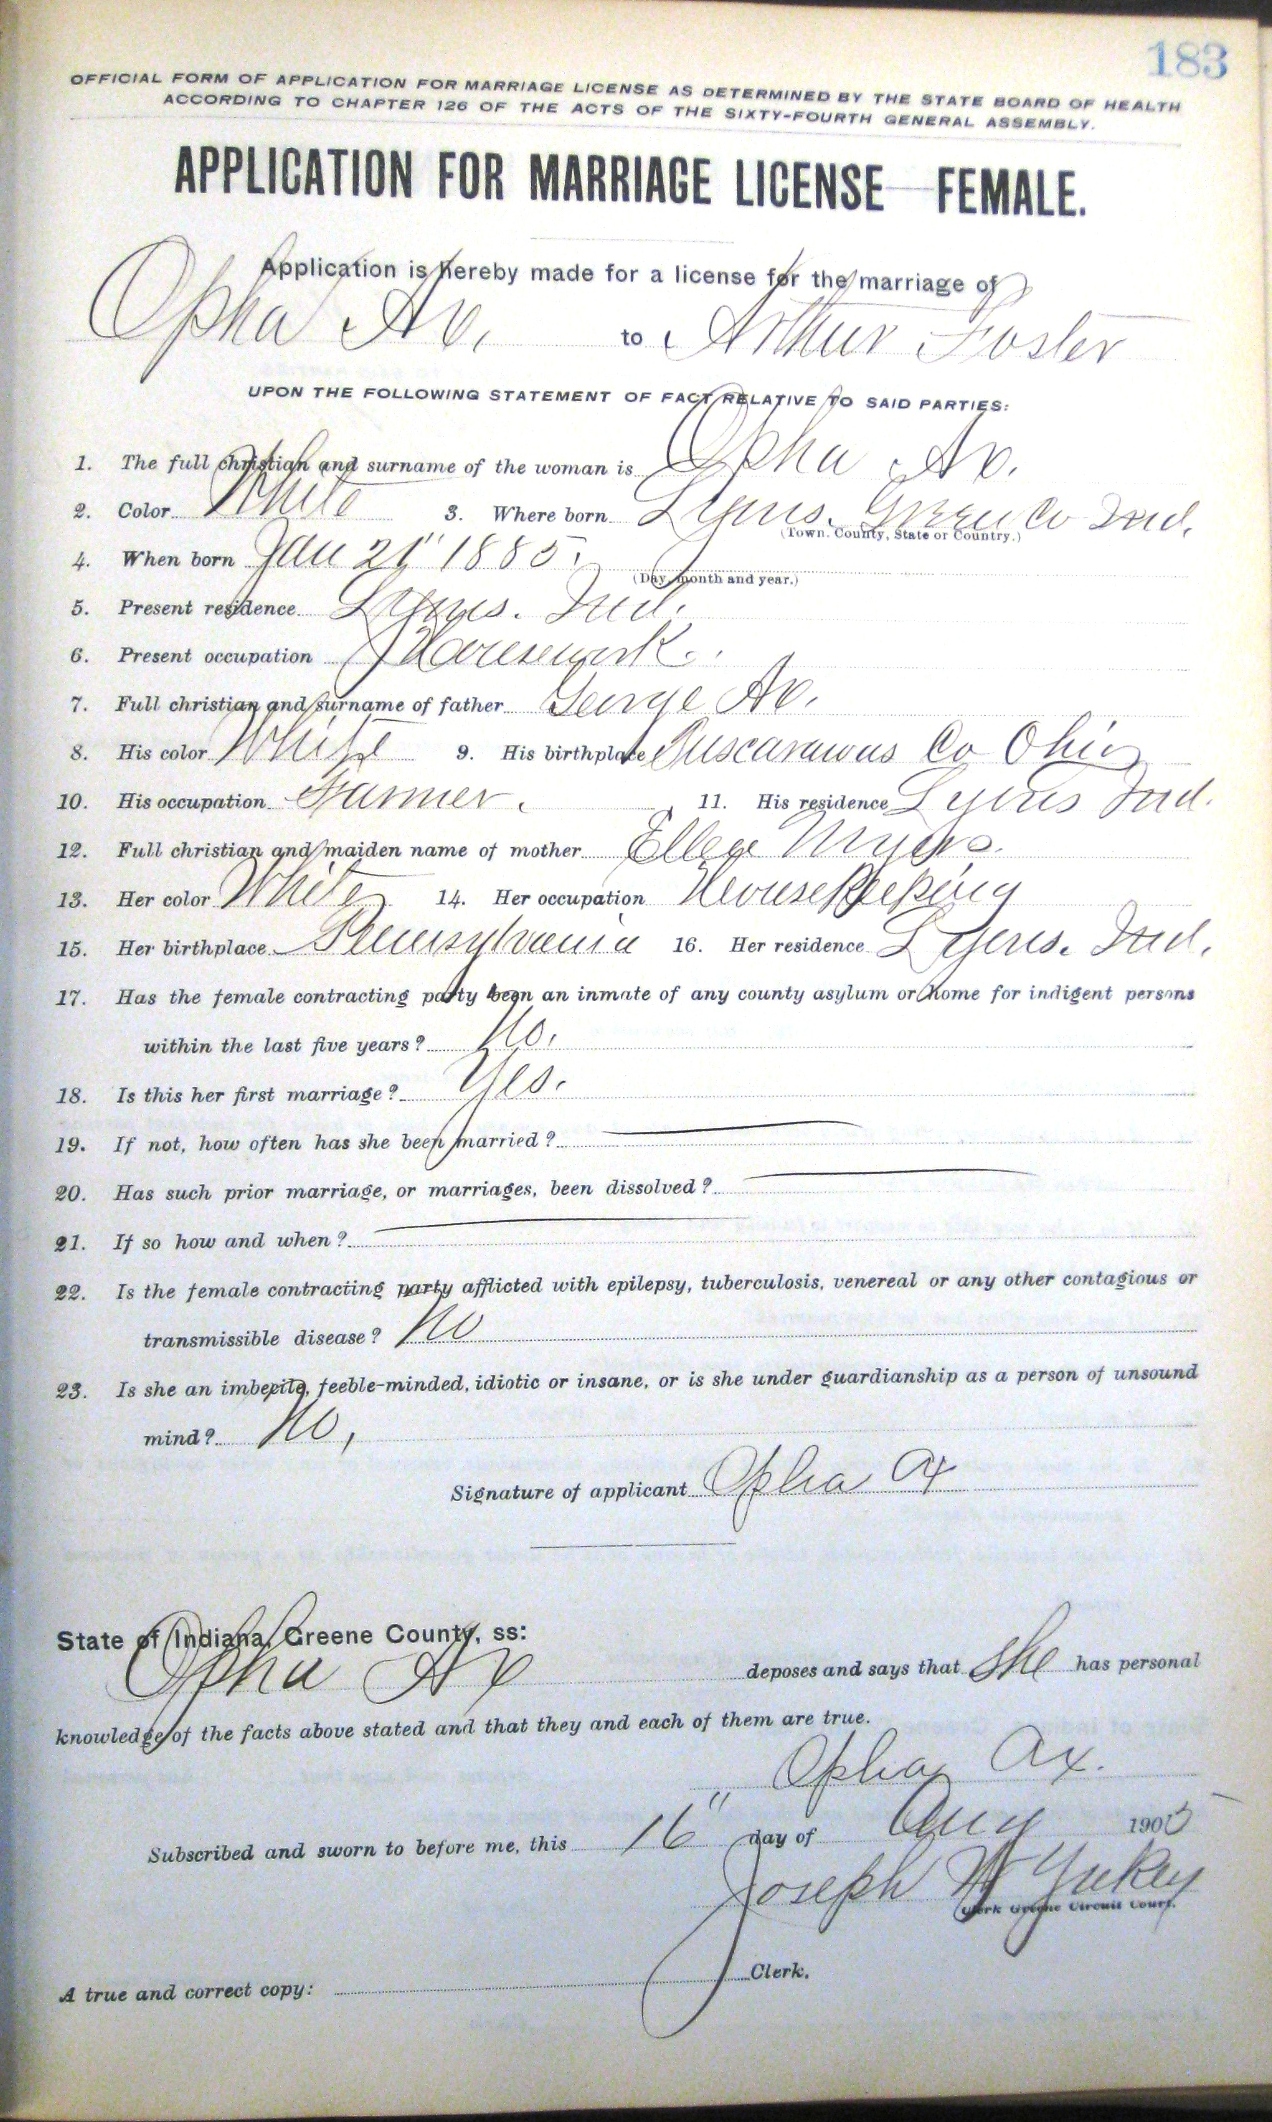 183
OFFICIAL FORM OF APPLICATION FOR MARRIAGE LICENSE AS DETERMINED BY THE STATE BOARD OF HEALTH
ACCORDING TO CHAPTER 126 OF THE ACTS OF THE SIXTY-FOURTH GENERAL ASSEMBLY.
APPLICATION FOR MARRIAGE LICENSE—FEMALE.
Application is hereby made for a license for the marriage of
Opha Ax. to Arthur Foster
UPON THE FOLLOWING STATEMENT OF FACT RELATIVE TO SAID PARTIES:
1. The full christian and surname of the woman is Opha Ax.
2. Color White 3. Where born Lyons. Green Co Ind.
(Town. County, State or Country.)
4. When born Jan 21" 1885.
(Day, month and year.)
5. Present residence Lyons. Ind.
6. Present occupation Housework.
7. Full christian and surname of father George Ax.
8. His color White 9. His birthplace Tuscarawas Co Ohio
10. His occupation Farmer. 11. His residence Lyons Ind.
12. Full christian and maiden name of mother Ellen Myers.
13. Her color White 14. Her occupation Housekeeping
15. Her birthplace Pennsylvania 16. Her residence Lyons. Ind.
17. Has the female contracting party been an inmate of any county asylum or home for indigent persons
within the last five years? No.
18. Is this her first marriage? Yes.
19. If not, how often has she been married?
20. Has such prior marriage, or marriages, been dissolved?
21. If so how and when?
22. Is the female contracting party afflicted with epilepsy, tuberculosis, venereal or any other contagious or
transmissible disease? No
23. Is she an imbecile, feeble-minded, idiotic or insane, or is she under guardianship as a person of unsound
mind? No,
Signature of applicant Opha Ax
State of Indiana, Greene County, ss:
Opha Ax deposes and says that she has personal
knowledge of the facts above stated and that they and each of them are true.
Opha Ax.
Subscribed and sworn to before me, this 16" day of Aug 1905
Joseph W Yakey
Clerk Greene Circuit Court.
A true and correct copy: Clerk.